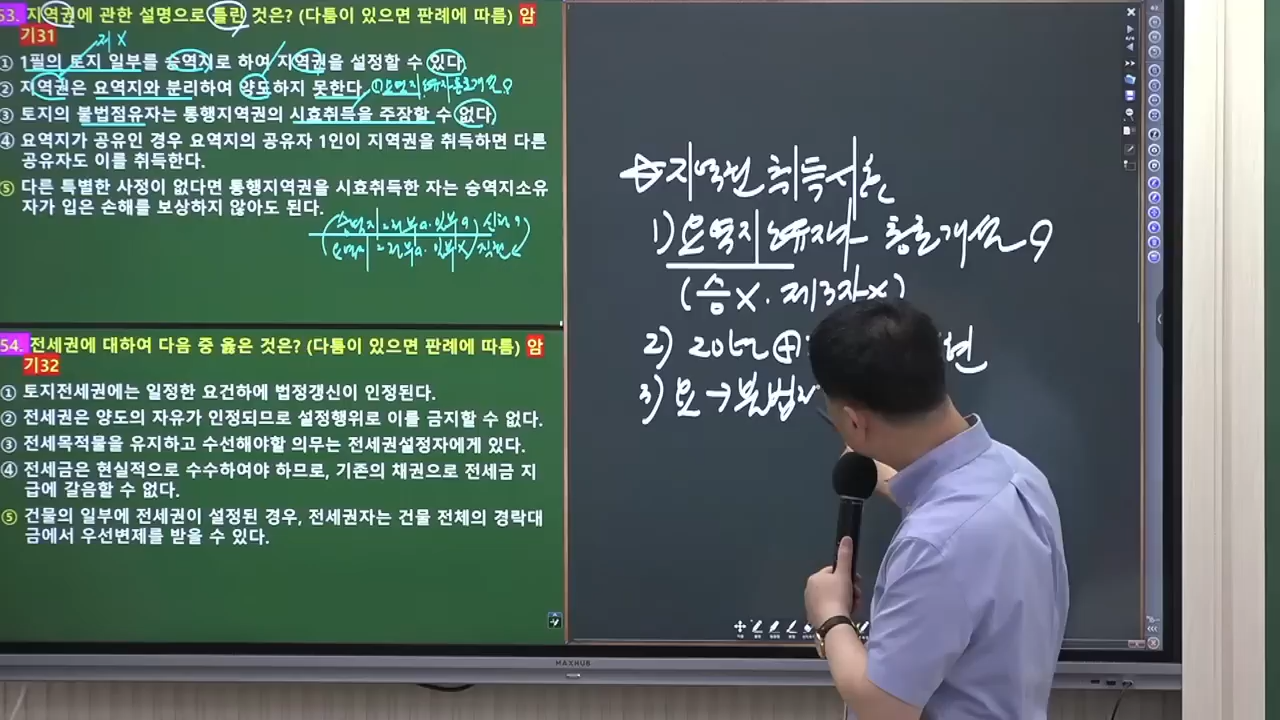 53. 지역권에 관한 설명으로 틀린 것은? (다툼이 있으면 판례에 따름) 암
기31
① 1필의 토지 일부를 승역지로 하여 지역권을 설정할 수 있다.
② 지역권은 요역지와 분리하여 양도하지 못한다.
③ 토지의 불법점유자는 통행지역권의 시효취득을 주장할 수 없다.
④ 요역지가 공유인 경우 요역지의 공유자 1인이 지역권을 취득하면 다른
공유자도 이를 취득한다.
⑤ 다른 특별한 사정이 없다면 통행지역권을 시효취득한 자는 승역지소유
자가 입은 손해를 보상하지 않아도 된다.
54. 전세권에 대하여 다음 중 옳은 것은? (다툼이 있으면 판례에 따름) 암
기32
① 토지전세권에는 일정한 요건하에 법정갱신이 인정된다.
② 전세권은 양도의 자유가 인정되므로 설정행위로 이를 금지할 수 없다.
③ 전세목적물을 유지하고 수선해야할 의무는 전세권설정자에게 있다.
④ 전세금은 현실적으로 수수하여야 하므로, 기존의 채권으로 전세금 지
급에 갈음할 수 없다.
⑤ 건물의 일부에 전세권이 설정된 경우, 전세권자는 건물 전체의 경락대
금에서 우선변제를 받을 수 있다.
지역권 취득시효
1) 요역지 소유자가 통로개설
(승X. 제3자X)
2) 20년 ⊕
3) 요 → 불법
MAXHUB